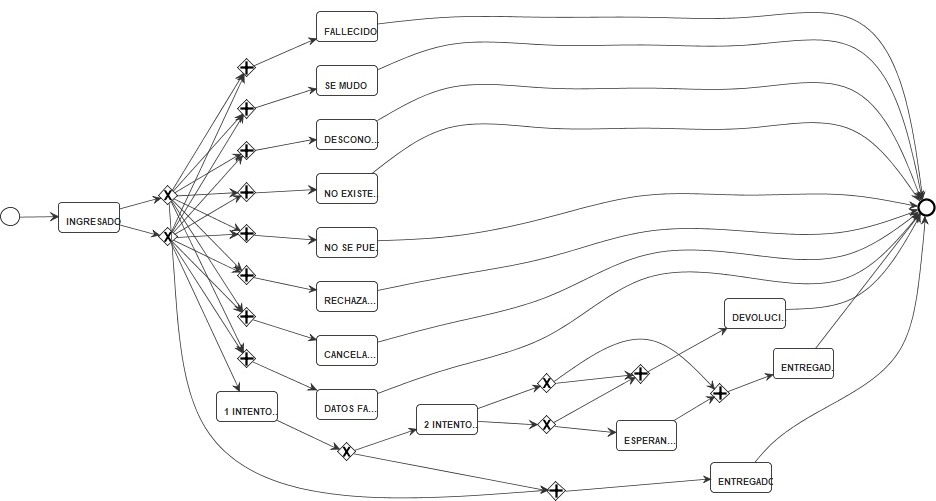 FALLECIDO
SE MUDO
DESCONO...
NO EXISTE..
INGRESADO
NO SE PUE..
RECHAZA...
DEVOLUCI..
CANCELA...
ENTREGAD.
DATOS FA...
1 INTENTO..
2 INTENTO..
ESPERAN...
ENTREGADO